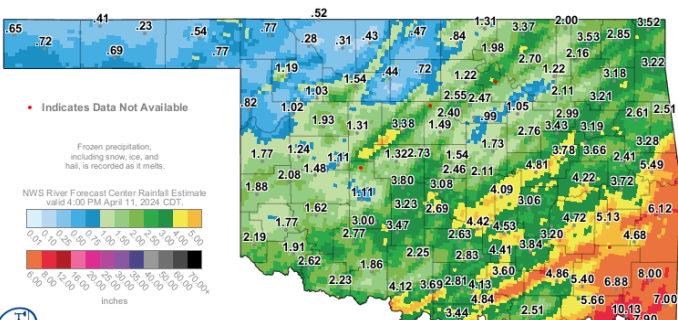 .52
.41 .23 .54 .77 .47 1.31 3.37 2.00 3.52
.65 .72 .69 .77 .28 .31 .43 .84 1.98 2.70 2.16 3.53 2.85
1.19 1.54 .44 .72 1.22 1.22 3.18 3.22
.82 1.02 1.03 2.55 2.47 1.05 2.11 3.21
• Indicates Data Not Available
1.93 1.31 3.38 2.40 1.49 .99 2.76 2.99 3.43 3.19 2.61 2.51
Frozen precipitation,
including snow, ice, and
hail, is recorded as it melts.
1.77 1.24 1.11 1.32 2.73 1.54 1.73 3.78 3.66 2.41 3.28
2.08 1.48 2.46 2.11 4.81 5.49
NWS River Forecast Center Rainfall Estimate
valid 4:00 PM April 11, 2024 CDT.
1.88 1.11 3.80 3.08 4.09 4.22 3.72
1.62 3.23 2.69 3.06 6.12
1.77 3.00 3.47 4.42 4.53 4.72 5.13
0.01 0.10 0.25 0.50 0.75 1.00 1.50 2.00 2.50 3.00 4.00 5.00
2.19 2.77 2.63 3.20 4.68
1.91 2.25 2.83 4.41 3.84
2.62 1.86 3.60 4.86 8.00
6.00 8.00 12.00 16.00 20.00 25.00 30.00 35.00 40.00 50.00 60.00 70.00 70.00+
2.23 4.12 3.69 2.81 4.13 5.40 6.88
inches
4.84 5.66 7.00
3.44 2.51 10.13
7.90